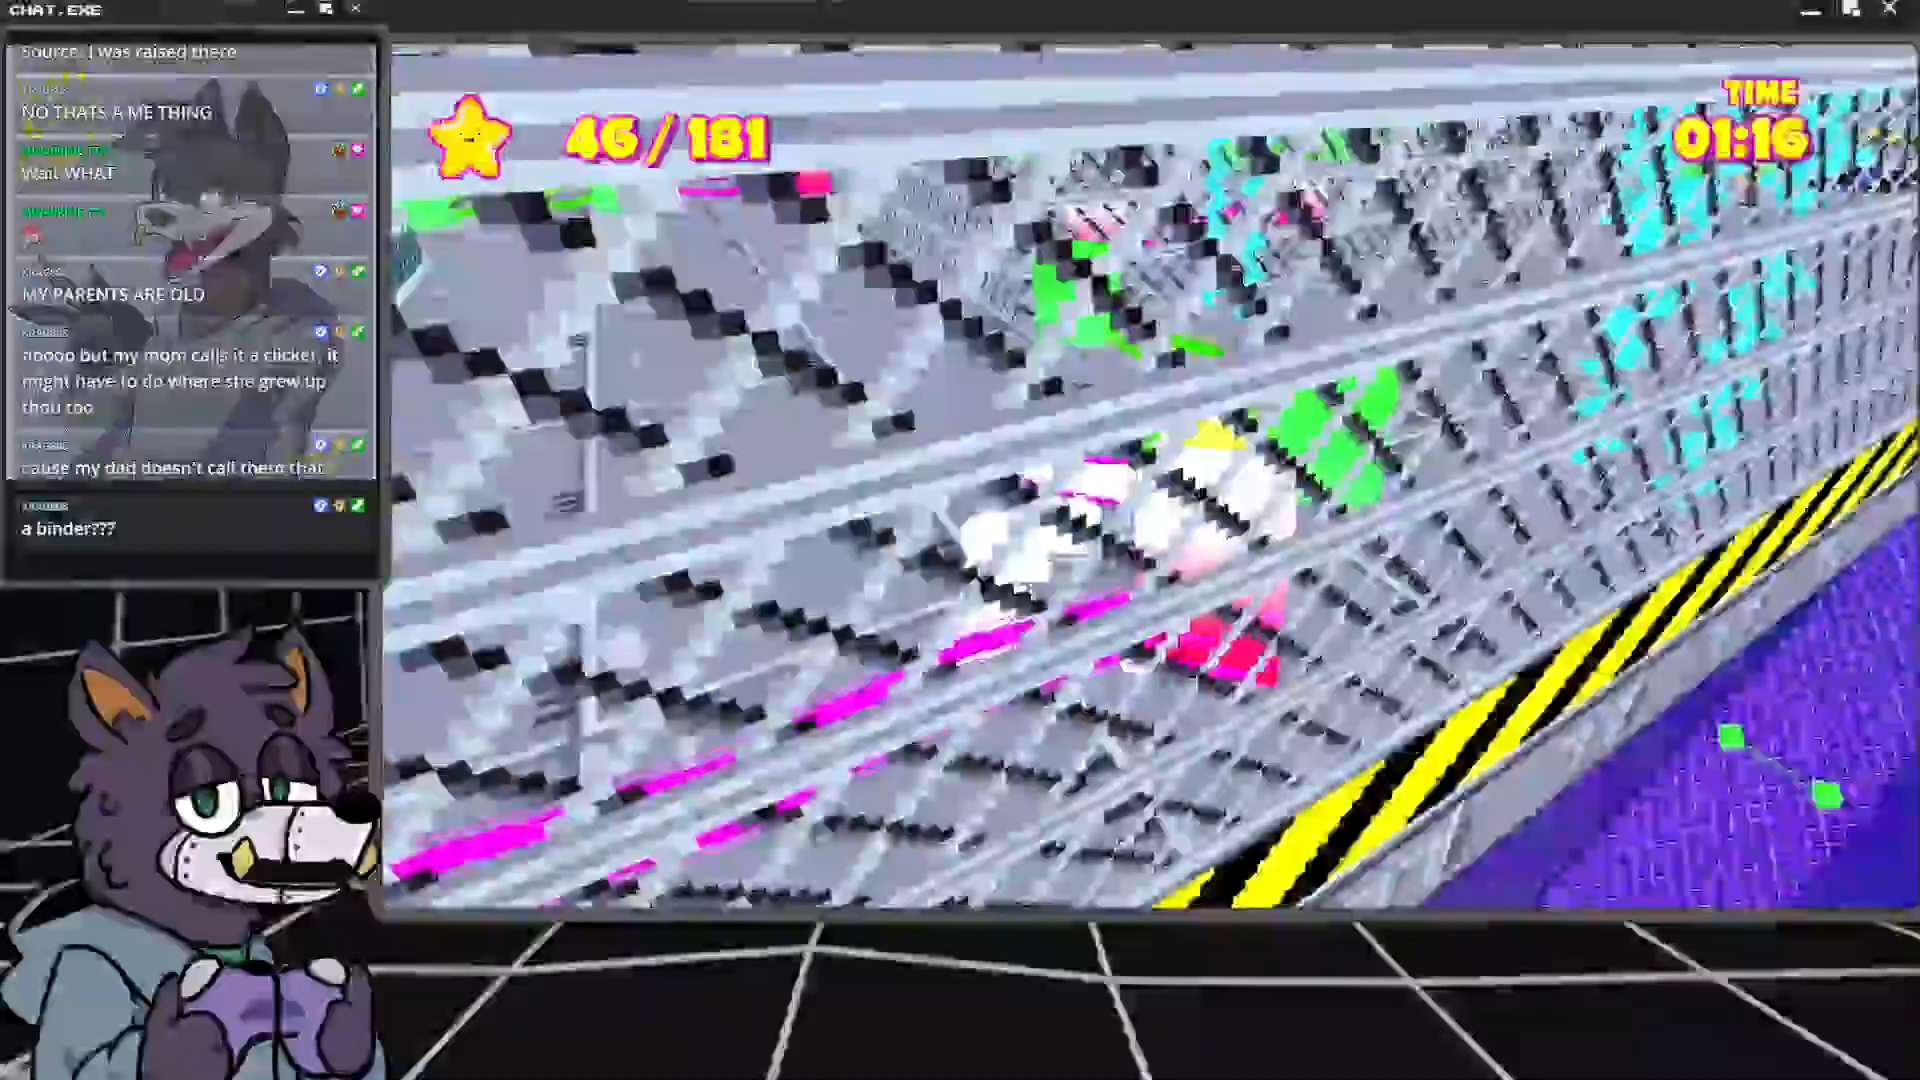 CHAT.EXE
Source: I was raised there
NO THATS A ME THING
Wait WHAT
MY PARENTS ARE OLD
noooo but my mom calls it a clicker, it
might have to do where she grew up
thou too
cause my dad doesn't call them that
a binder???
46/181
TIME
01:16